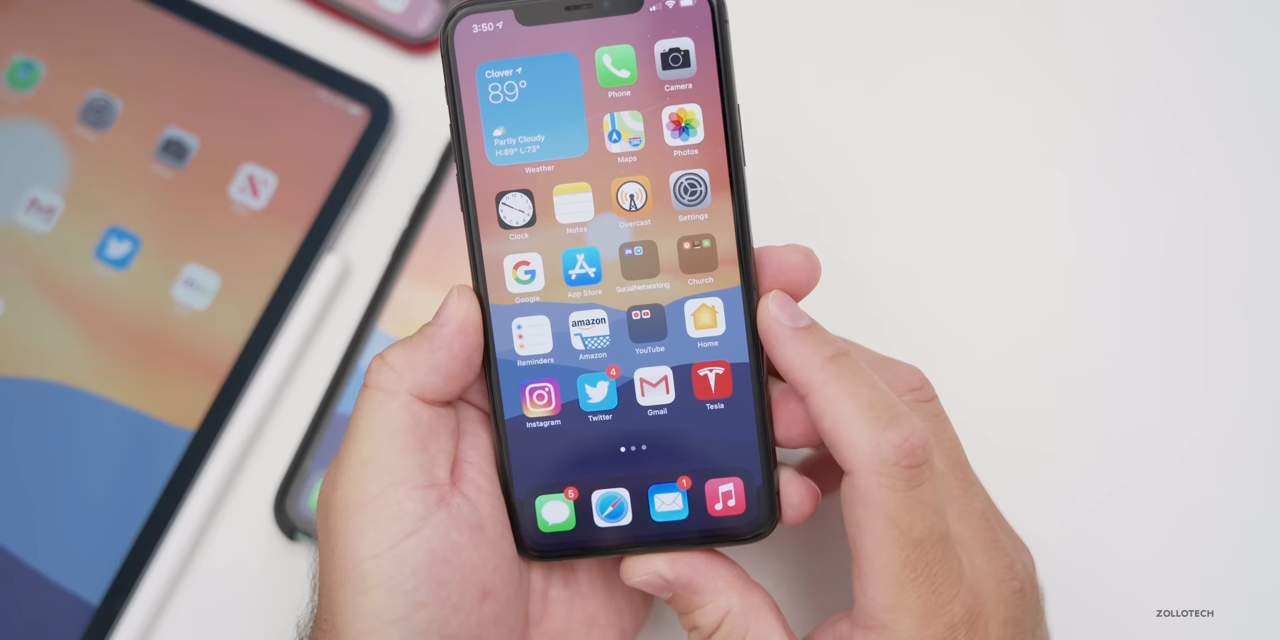 3:50
Clover
89°
Partly Cloudy
H:89° L:73°
Weather
Phone
Camera
Maps
Photos
Clock
Notes
Overcast
Settings
Google
App Store
SocialNetworking
Church
Reminders
amazon
Amazon
YouTube
Home
Instagram
4
Twitter
Gmail
Tesla
5
1
ZOLLOTECH